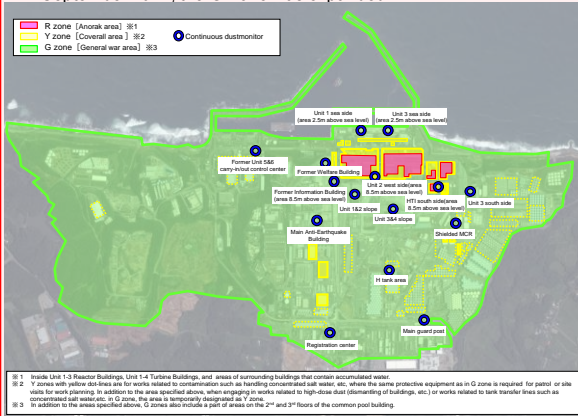 R zone [Anorak area] ※1
Y zone [Coverall area] ※2
G zone [General war area] ※3
Continuous dustmonitor
Unit 1 sea side
(area 2.5m above sea level)
Unit 3 sea side
(area 2.5m above sea level)
Former Unit 5&6
carry-in/out control center
Former Welfare Building
Unit 2 west side(area
8.5m above sea level)
Former Information Building
(area 8.5m above sea level)
HTI south side(area
8.5m above sea level)
Unit 3 south side
Unit 1&2 slope
Unit 3&4 slope
Main Anti-Earthquake
Building
Shielded MCR
H tank area
Main guard post
Registration center
※ 1 Inside Unit 1-3 Reactor Buildings, Unit 1-4 Turbine Buildings, and areas of surrounding buildings that contain accumulated water.
※ 2 Y zones with yellow dot-lines are for works related to contamination such as handling concentrated salt water, etc, where the same protective equipment as in G zone is required for patrol or site
visits for work planning. In addition to the area specified above, when engaging in works related to high-dose dust (dismantling of buildings, etc.) or works related to tank transfer lines such as
concentrated salt water,etc. in G zone, the area is temporarily designated as Y zone.
※ 3 In addition to the areas specified above, G zones also include a part of areas on the 2nd and 3rd floors of the common pool building.